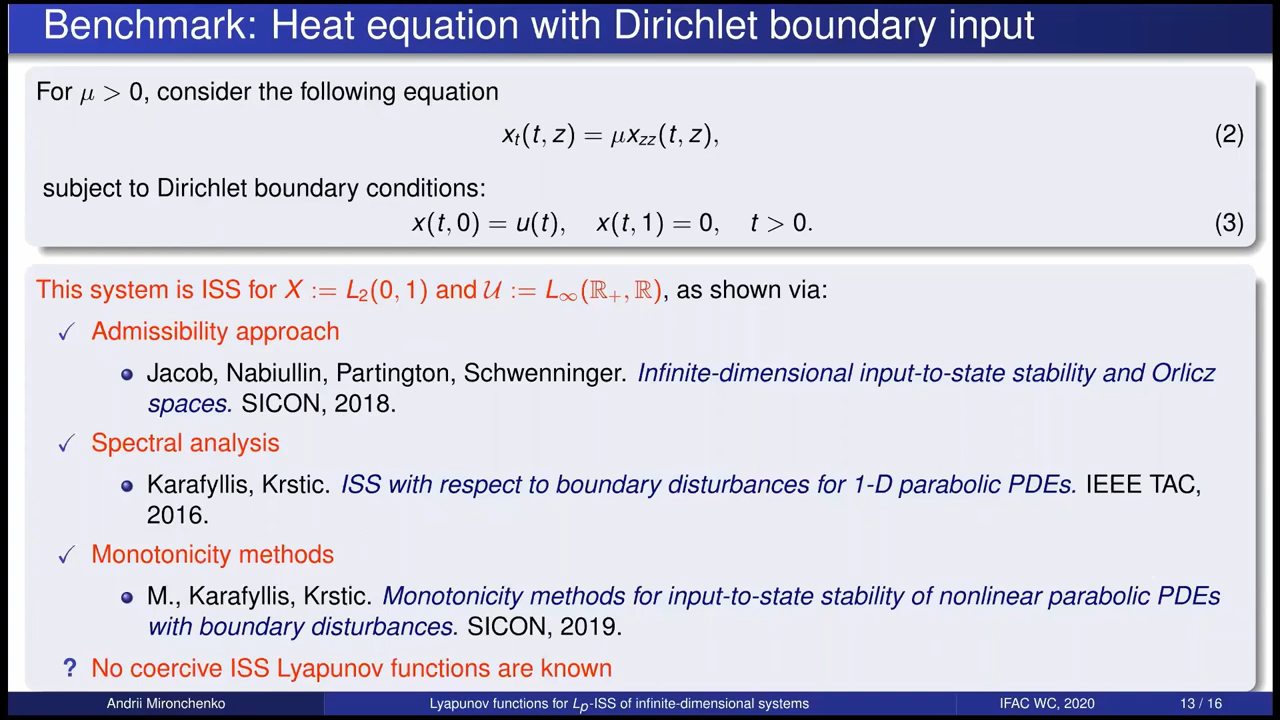 Benchmark: Heat equation with Dirichlet boundary input
For μ > 0, consider the following equation
xₜ(t, z) = μx_zz(t, z), (2)
subject to Dirichlet boundary conditions:
x(t, 0) = u(t), x(t, 1) = 0, t > 0. (3)
This system is ISS for X := L₂(0, 1) and 𝒰 := L∞(ℝ₊, ℝ), as shown via:
✓ Admissibility approach
• Jacob, Nabiullin, Partington, Schwenninger. Infinite-dimensional input-to-state stability and Orlicz
spaces. SICON, 2018.
✓ Spectral analysis
• Karafyllis, Krstic. ISS with respect to boundary disturbances for 1-D parabolic PDEs. IEEE TAC,
2016.
✓ Monotonicity methods
• M., Karafyllis, Krstic. Monotonicity methods for input-to-state stability of nonlinear parabolic PDEs
with boundary disturbances. SICON, 2019.
? No coercive ISS Lyapunov functions are known
Andrii Mironchenko Lyapunov functions for Lₚ-ISS of infinite-dimensional systems IFAC WC, 2020 13 / 16